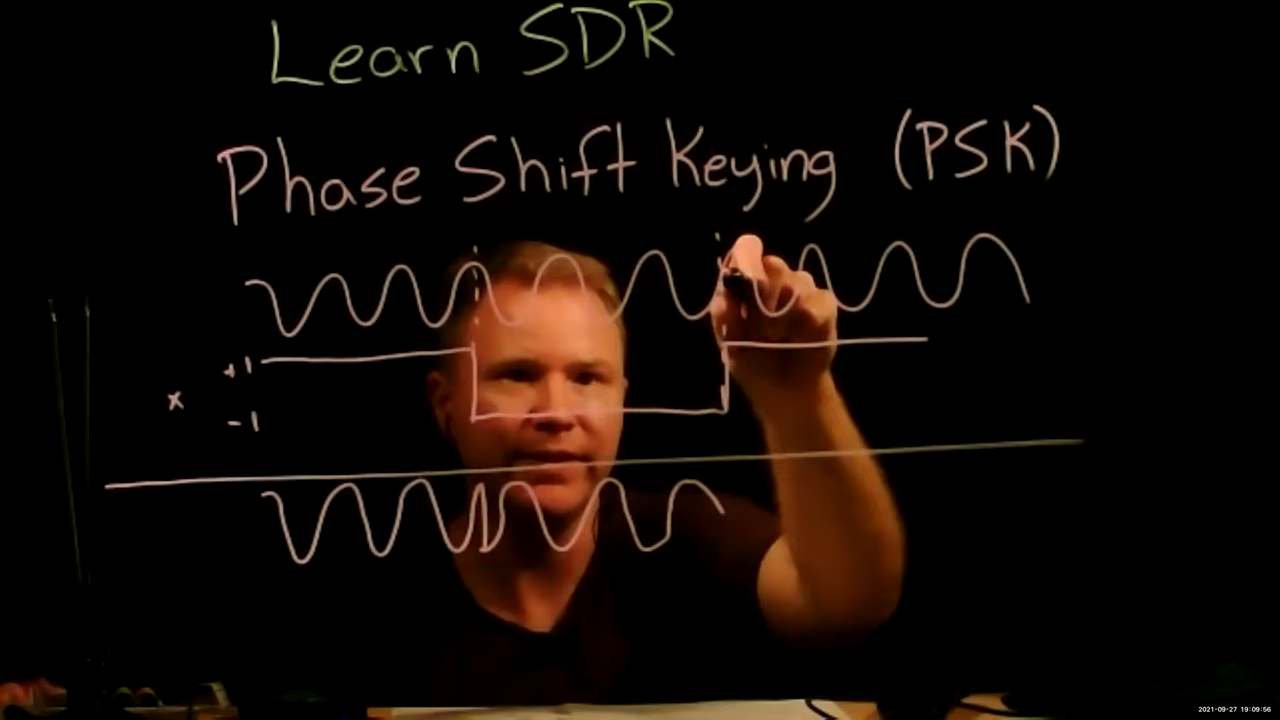 Learn SDR
Phase Shift Keying (PSK)
+1
x
-1
2021-09-27 19:09:56